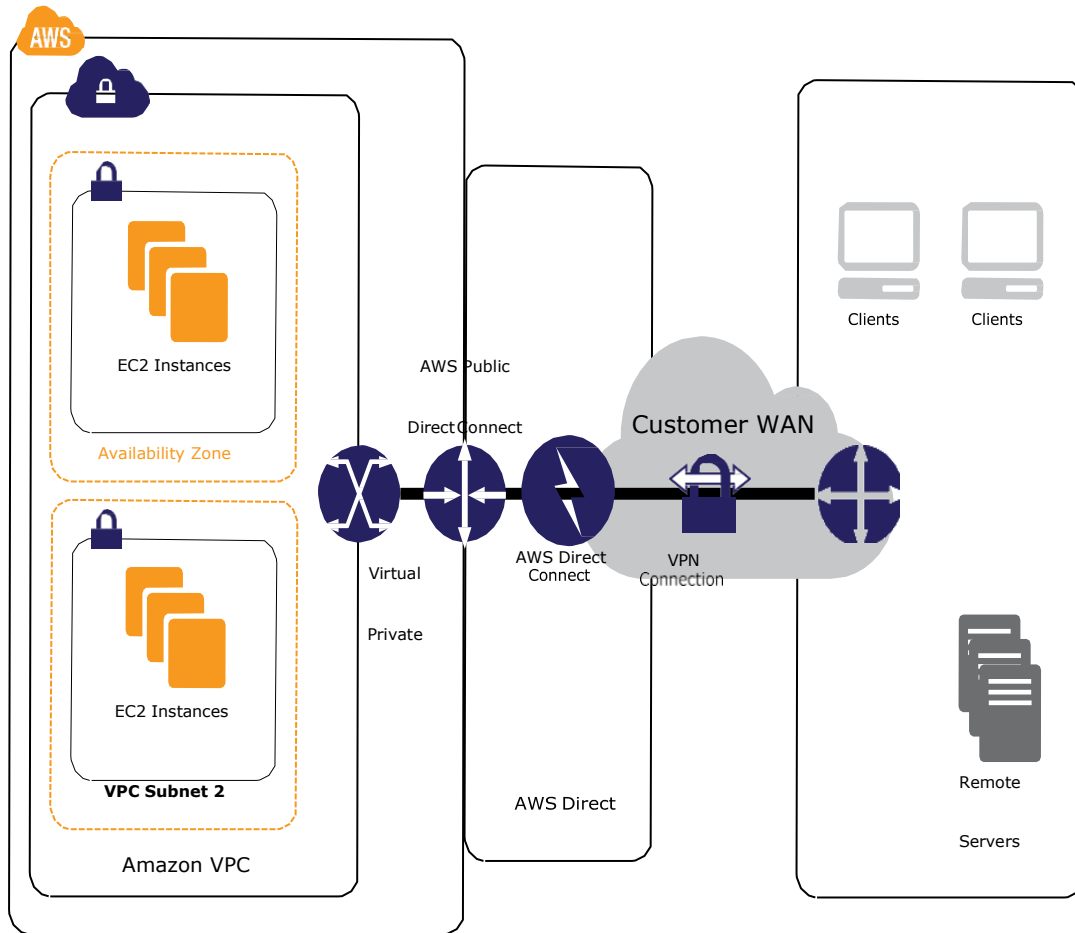 AWS
Clients
Clients
EC2 Instances
AWS Public
Direct Connect
Customer WAN
Availability Zone
AWS Direct
Connect
VPN
Connection
Virtual
Private
EC2 Instances
VPC Subnet 2
Amazon VPC
AWS Direct
Remote
Servers